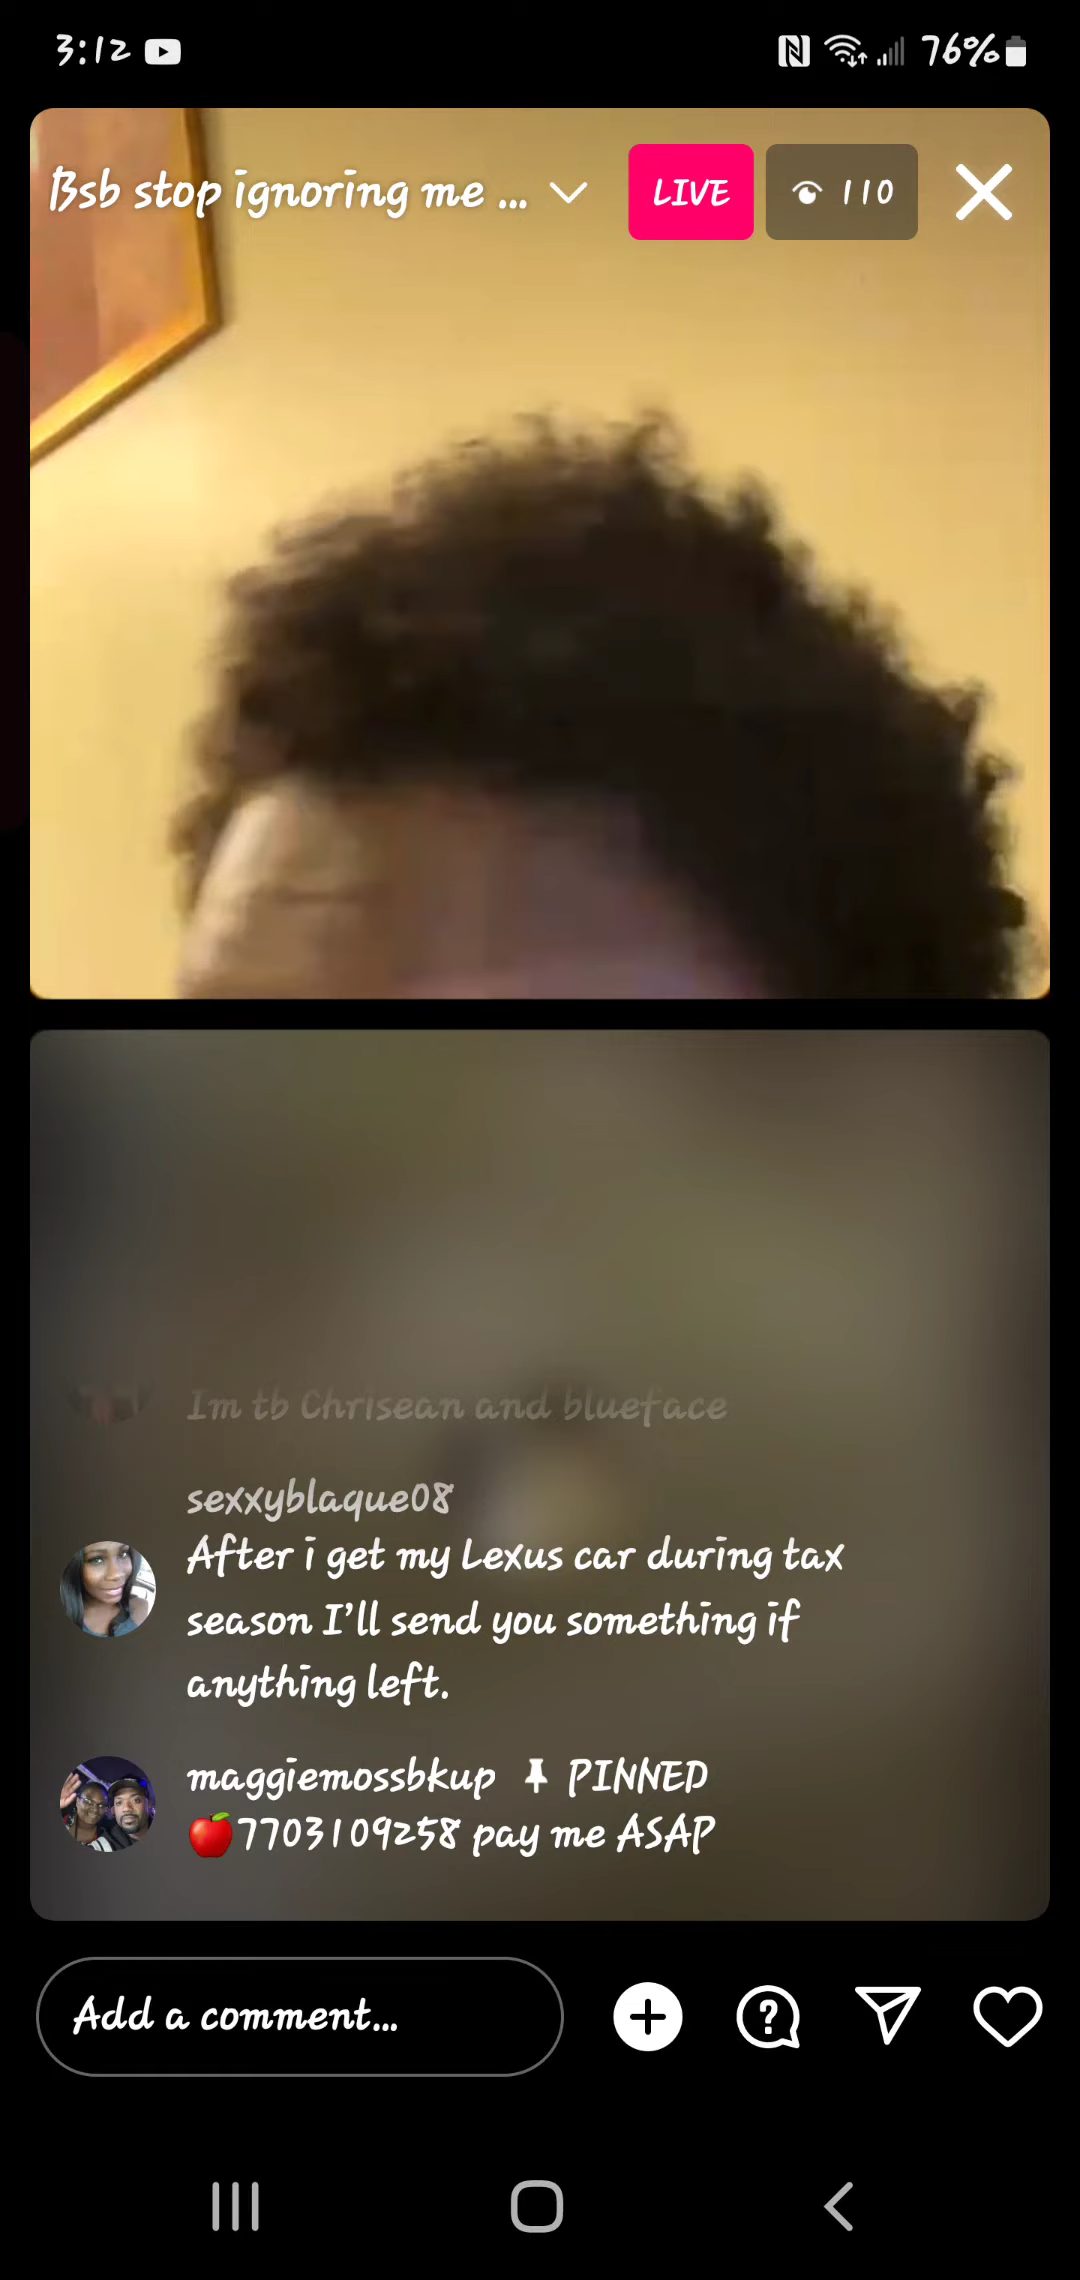 3:12
76%
Bsb stop ignoring me ...
LIVE
110
Im tb Chrisean and blueface
sexxyblaque08
After i get my Lexus car during tax
season I'll send you something if
anything left.
maggiemossbkup 📌 PINNED
🍎7703109258 pay me ASAP
Add a comment...